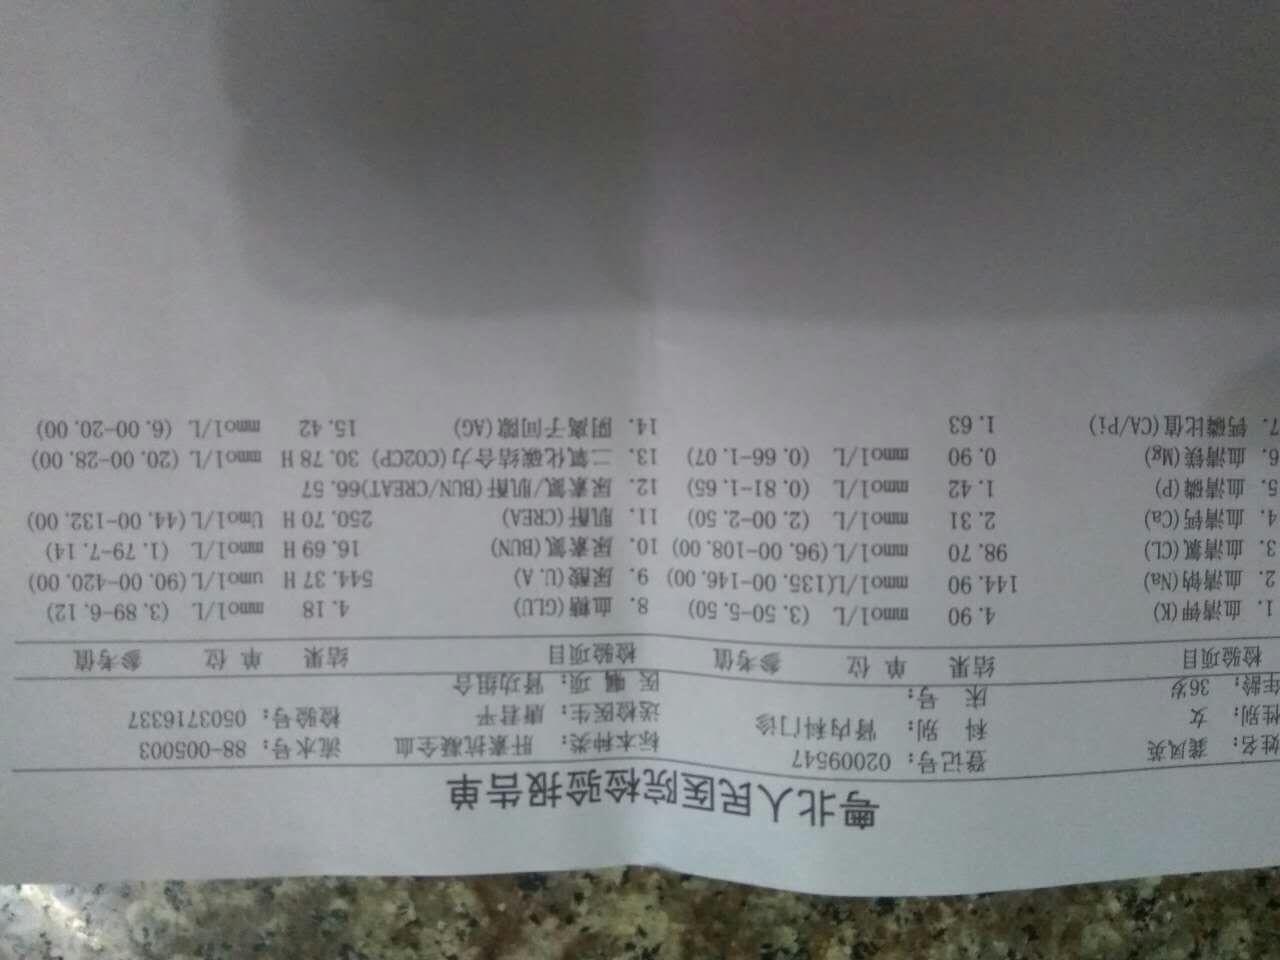 粤北人民医院检验报告单
姓名: 龚凤英 登记号: 02009547 标本种类: 肝素抗凝全血 流水号: 88-005003
性别: 女 科 别: 肾内科门诊 送检医生: 唐君平 检验号: 0503716337
年龄: 36岁 床 号: 医 嘱 项: 肾功组合
检验项目 结果 单 位 参考值 检验项目 结果 单 位 参考值
1. 血清钾(K) 4.90 mmol/L (3.50-5.50) 8. 血糖(GLU) 4.18 mmol/L (3.89-6.12)
2. 血清钠(Na) 144.90 mmol/L(135.00-146.00) 9. 尿酸(U.A) 544.37 H umol/L(90.00-420.00)
3. 血清氯(CL) 98.70 mmol/L(96.00-108.00) 10. 尿素氮(BUN) 16.69 H mmol/L (1.79-7.14)
4. 血清钙(Ca) 2.31 mmol/L (2.00-2.50) 11. 肌酐(CREA) 250.70 H Umol/L(44.00-132.00)
5. 血清磷(P) 1.42 mmol/L (0.81-1.65) 12. 尿素氮/肌酐(BUN/CREAT)66.57
6. 血清镁(Mg) 0.90 mmol/L (0.66-1.07) 13. 二氧化碳结合力(CO2CP) 30.78 H mmol/L (20.00-28.00)
7. 钙磷比值(CA/Pi) 1.63 14. 阴离子间隙(AG) 15.42 mmol/L (6.00-20.00)